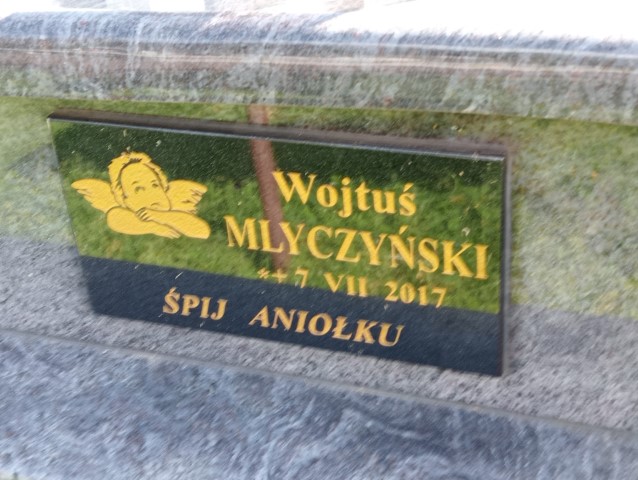 Wojtuś
MLYCZYŃSKI
*+ 7 VII 2017
ŚPIJ ANIOŁKU